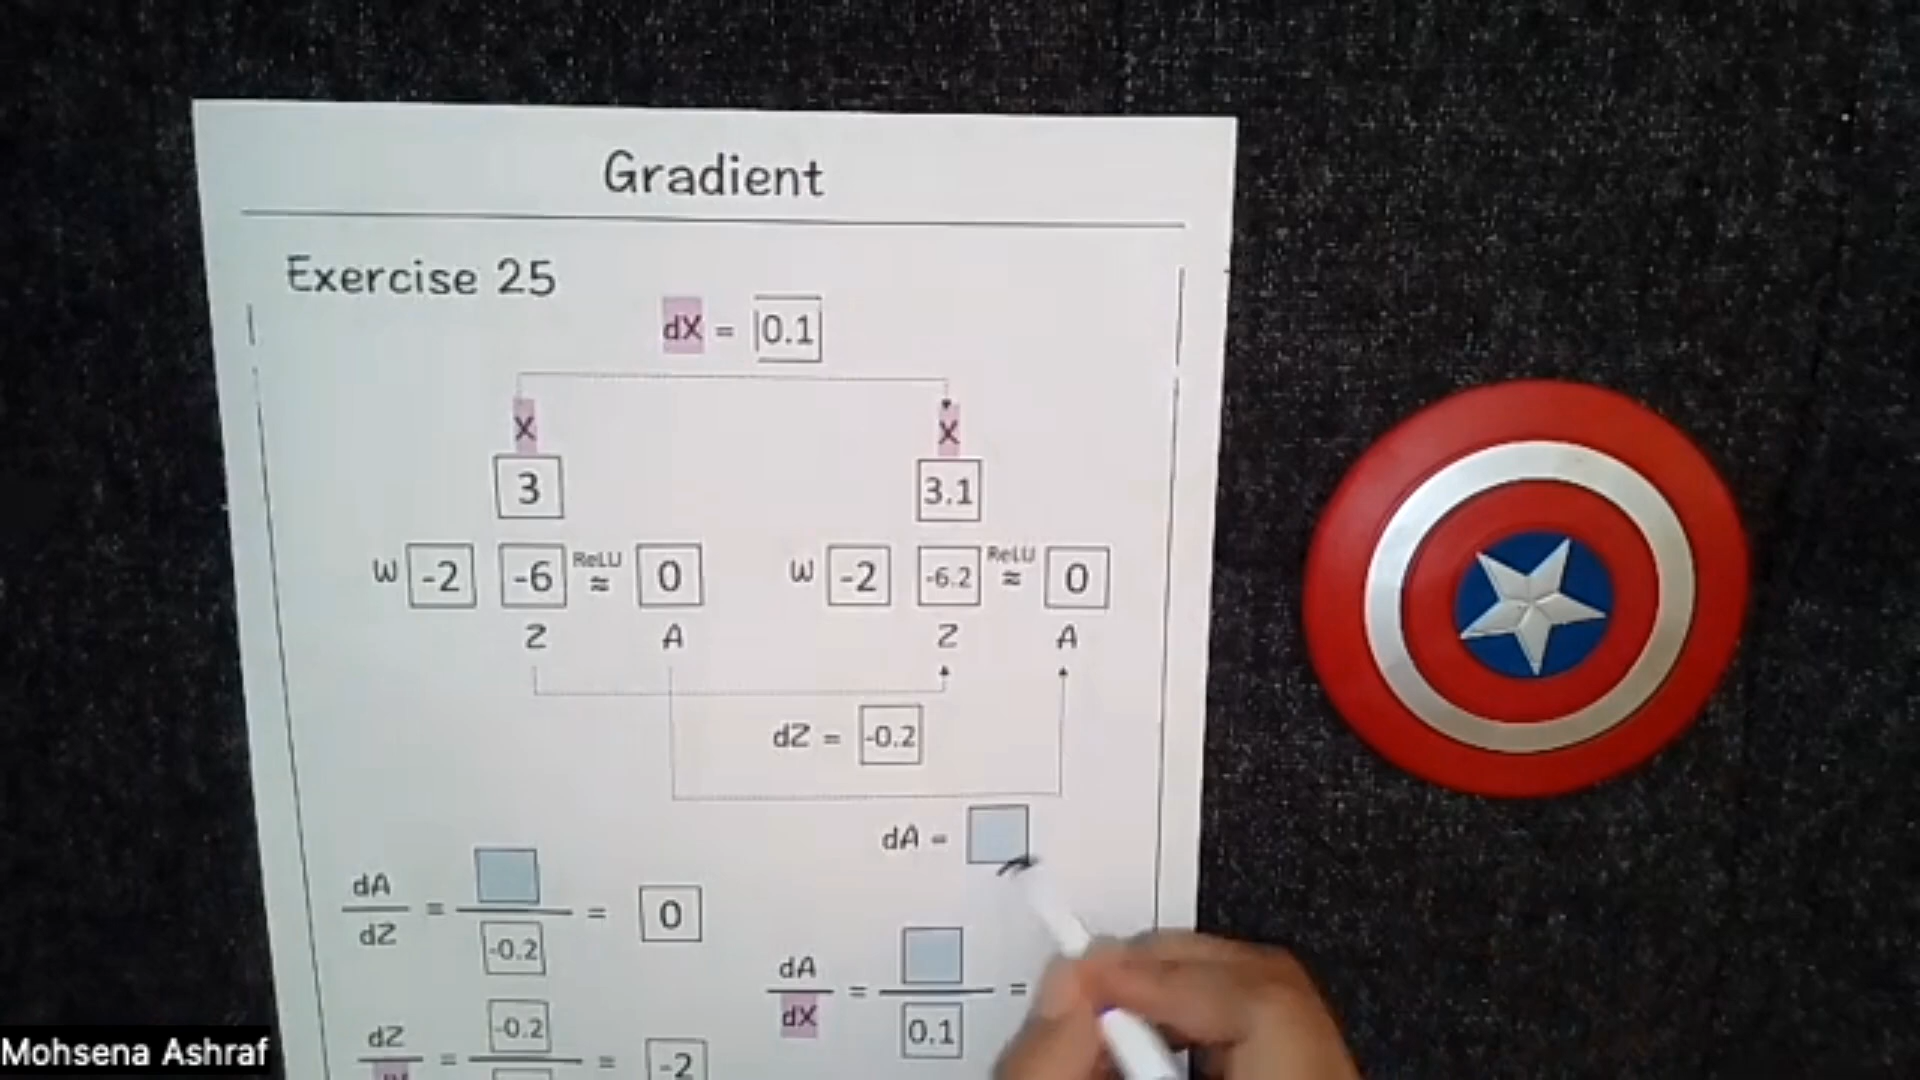 Gradient
Exercise 25
dX = 0.1
X X
3 3.1
W -2 -6 ReLU ≈ 0 W -2 -6.2 ReLU ≈ 0
Z A Z A
dZ = -0.2
dA =
dA / dZ = / -0.2 = 0
dA / dX = / 0.1 =
dZ / = -0.2 / = -2
Mohsena Ashraf